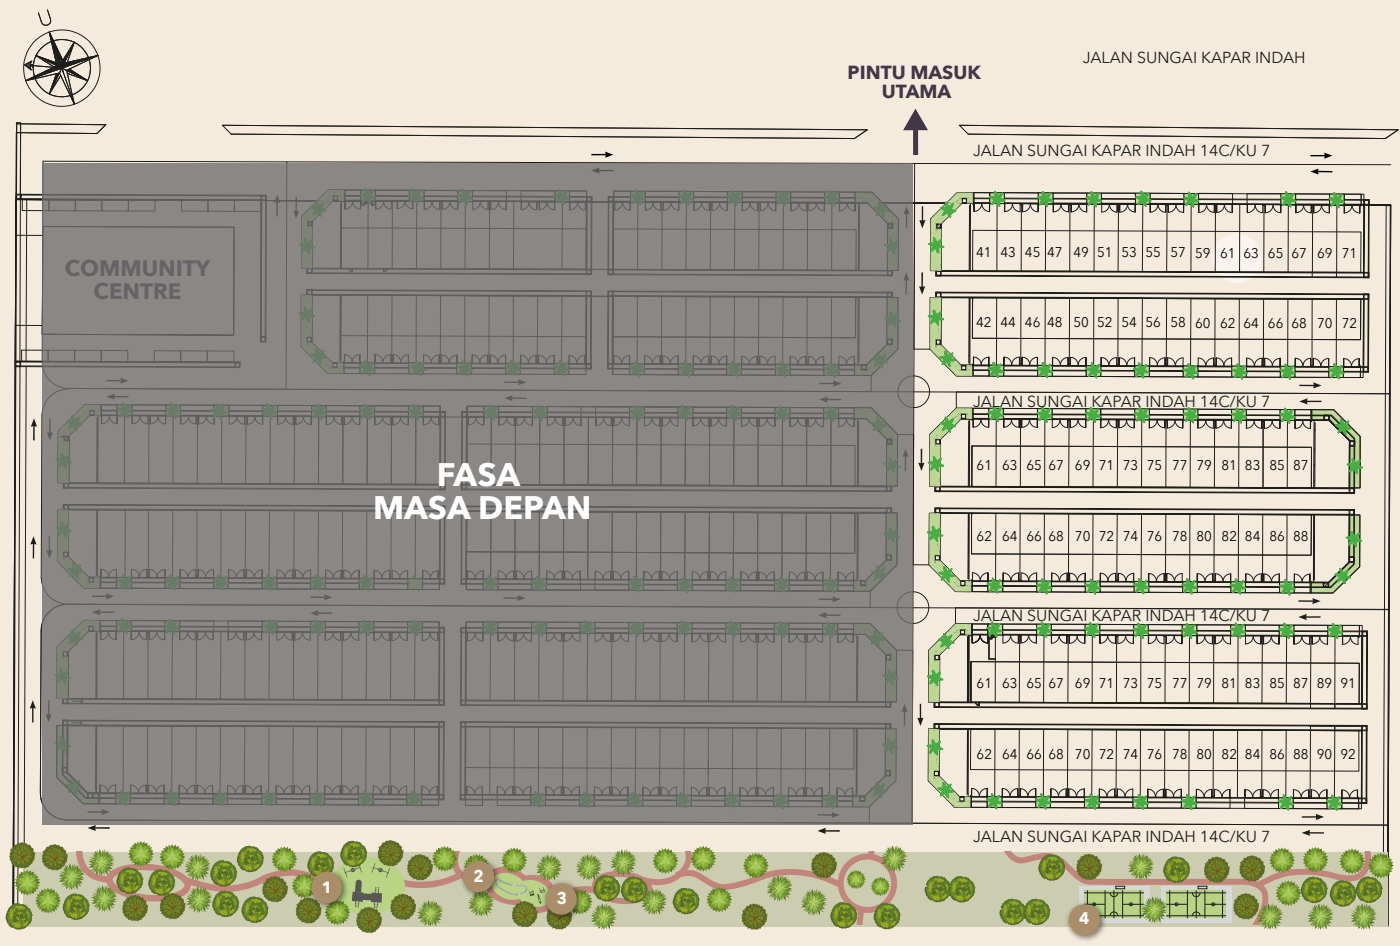 U
JALAN SUNGAI KAPAR INDAH
PINTU MASUK
UTAMA
JALAN SUNGAI KAPAR INDAH 14C/KU 7
COMMUNITY
CENTRE
41 43 45 47 49 51 53 55 57 59 61 63 65 67 69 71
42 44 46 48 50 52 54 56 58 60 62 64 66 68 70 72
JALAN SUNGAI KAPAR INDAH 14C/KU 7
FASA
MASA DEPAN
61 63 65 67 69 71 73 75 77 79 81 83 85 87
62 64 66 68 70 72 74 76 78 80 82 84 86 88
JALAN SUNGAI KAPAR INDAH 14C/KU 7
61 63 65 67 69 71 73 75 77 79 81 83 85 87 89 91
62 64 66 68 70 72 74 76 78 80 82 84 86 88 90 92
JALAN SUNGAI KAPAR INDAH 14C/KU 7
1
2
3
4